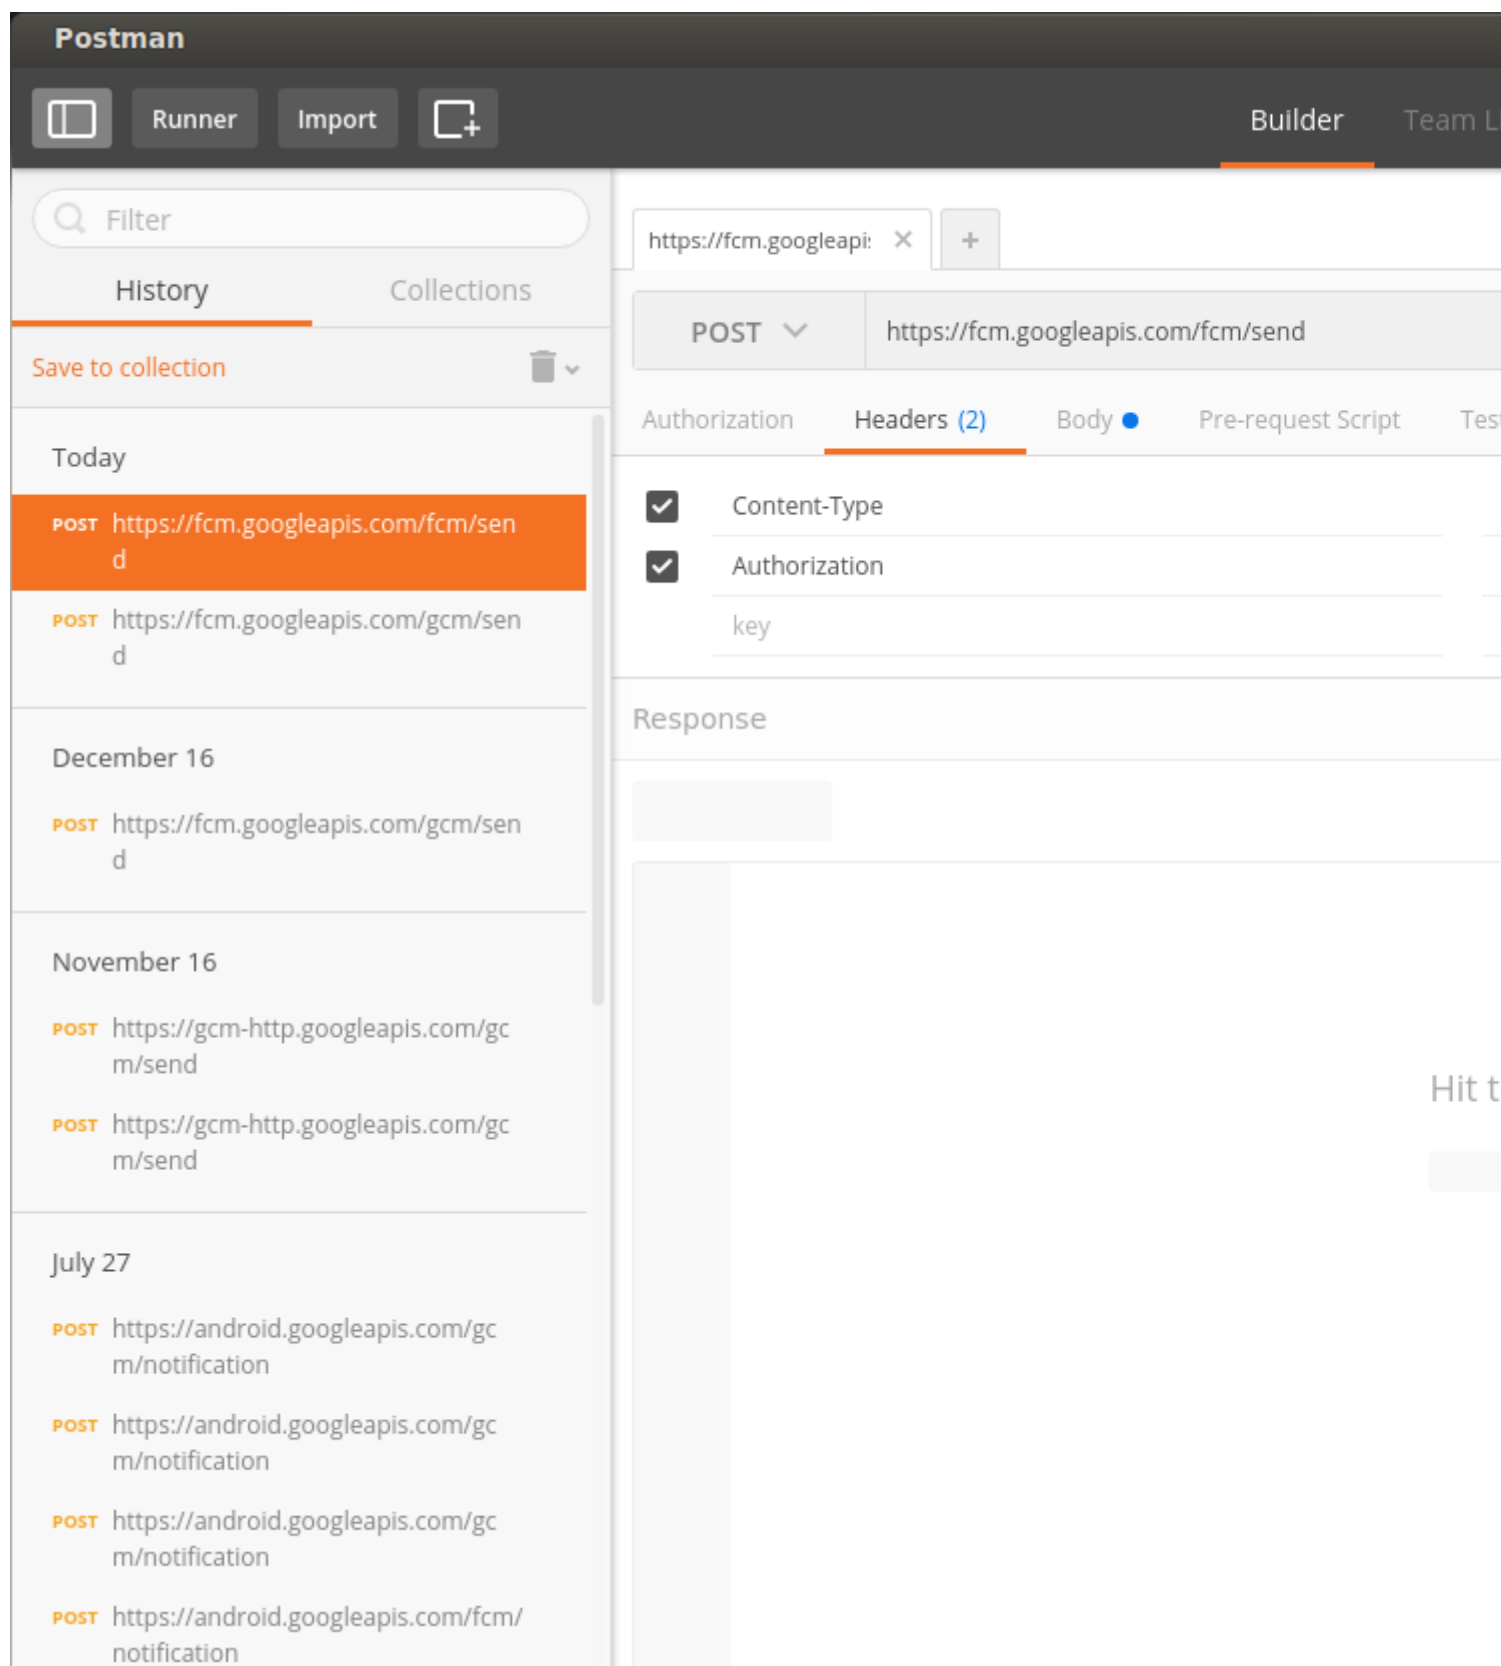 Postman
Runner Import Builder Team L
Filter
https://fcm.googleapis
+
History Collections
POST https://fcm.googleapis.com/fcm/send
Save to collection
Authorization Headers (2) Body Pre-request Script Test
Today
POST https://fcm.googleapis.com/fcm/sen
d
POST https://fcm.googleapis.com/gcm/sen
d
December 16
POST https://fcm.googleapis.com/gcm/sen
d
November 16
POST https://gcm-http.googleapis.com/gc
m/send
POST https://gcm-http.googleapis.com/gc
m/send
July 27
POST https://android.googleapis.com/gc
m/notification
POST https://android.googleapis.com/gc
m/notification
POST https://android.googleapis.com/gc
m/notification
POST https://android.googleapis.com/fcm/
notification
Content-Type
Authorization
key
Response
Hit t